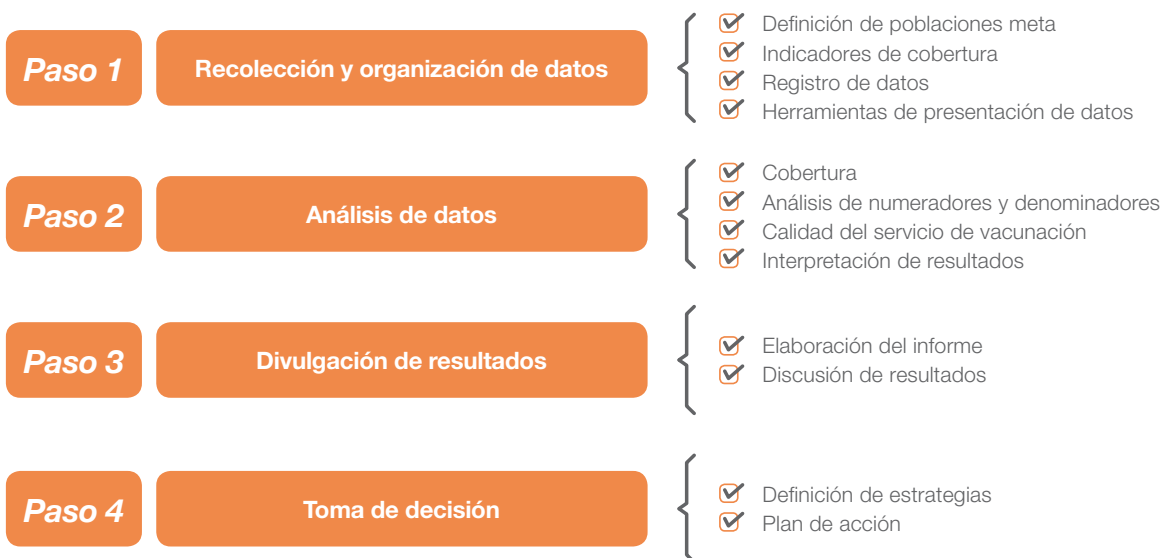 Paso 1
Recolección y organización de datos
Definición de poblaciones meta
Indicadores de cobertura
Registro de datos
Herramientas de presentación de datos
Paso 2
Análisis de datos
Cobertura
Análisis de numeradores y denominadores
Calidad del servicio de vacunación
Interpretación de resultados
Paso 3
Divulgación de resultados
Elaboración del informe
Discusión de resultados
Paso 4
Toma de decisión
Definición de estrategias
Plan de acción